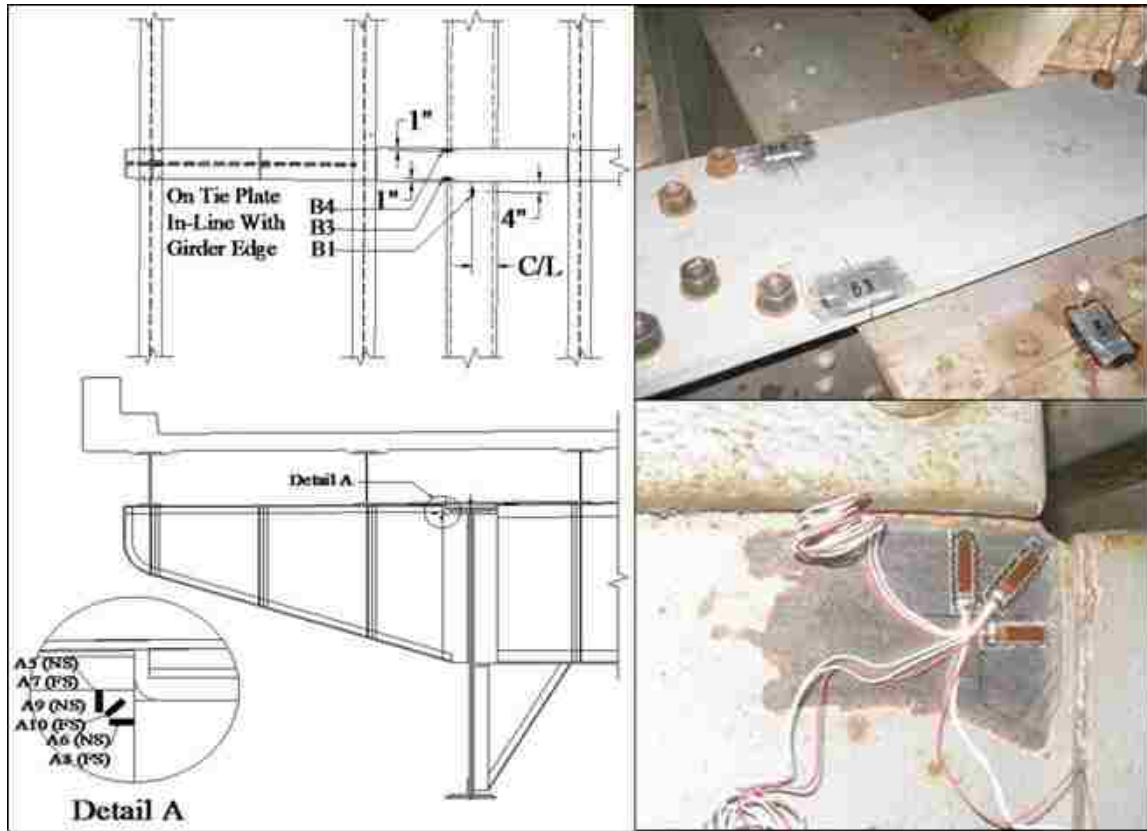 1"
On Tie Plate
In-Line With
Girder Edge
B4
B3
B1
1"
4"
C/L
B3
Detail A
A5 (NS)
A7 (FS)
A9 (NS)
A10 (FS)
A6 (NS)
A8 (FS)
Detail A